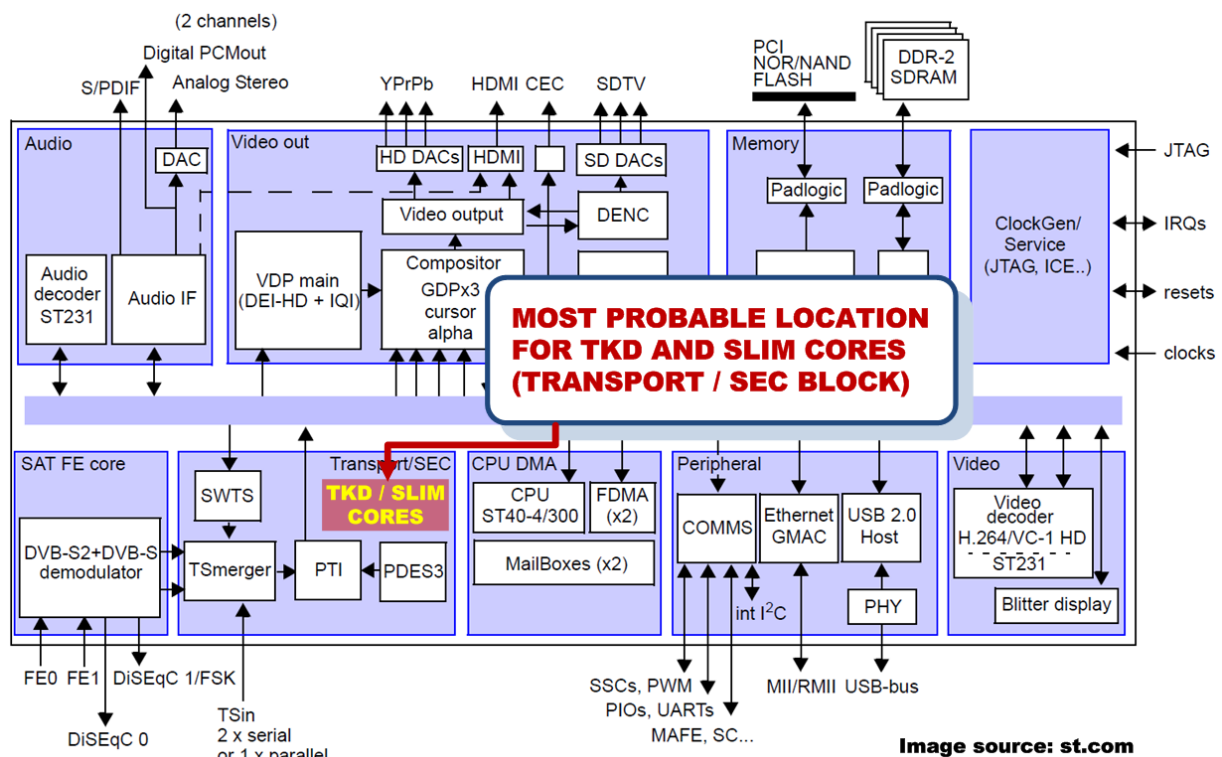 (2 channels)
Digital PCMout
S/PDIF
Analog Stereo
YPrPb
HDMI
CEC
SDTV
PCI
NOR/NAND
FLASH
DDR-2
SDRAM
Audio
DAC
Audio
decoder
ST231
Audio IF
Video out
HD DACs
HDMI
SD DACs
Video output
DENC
VDP main
(DEI-HD + IQI)
Compositor
GDPx3
cursor
alpha
Memory
Padlogic
Padlogic
ClockGen/
Service
(JTAG, ICE..)
JTAG
IRQs
resets
clocks
MOST PROBABLE LOCATION
FOR TKD AND SLIM CORES
(TRANSPORT / SEC BLOCK)
SAT FE core
DVB-S2+DVB-S
demodulator
Transport/SEC
SWTS
TKD / SLIM
CORES
TSmerger
PTI
PDES3
CPU DMA
CPU
ST40-4/300
FDMA
(x2)
MailBoxes (x2)
Peripheral
COMMS
Ethernet
GMAC
USB 2.0
Host
int I²C
PHY
Video
Video
decoder
H.264/VC-1 HD
ST231
Blitter display
FE0
FE1
DiSEqC 1/FSK
DiSEqC 0
TSin
2 x serial
or 1 x parallel
SSCs, PWM
PIOs, UARTs
MAFE, SC...
MII/RMII
USB-bus
Image source: st.com